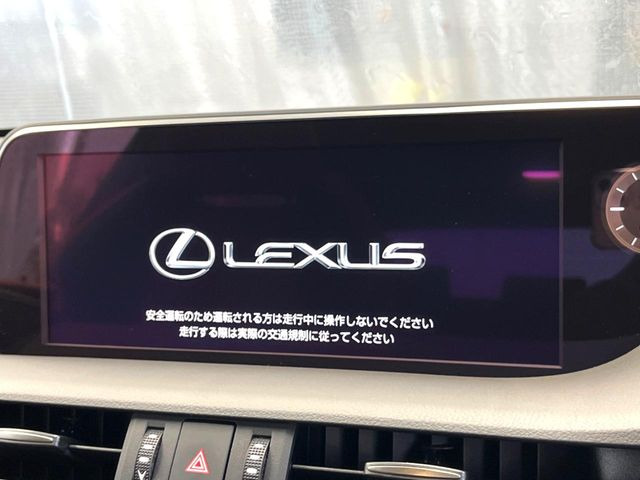 LEXUS
安全運転のため運転される方は走行中に操作しないでください
走行する際は実際の交通規制に従ってください